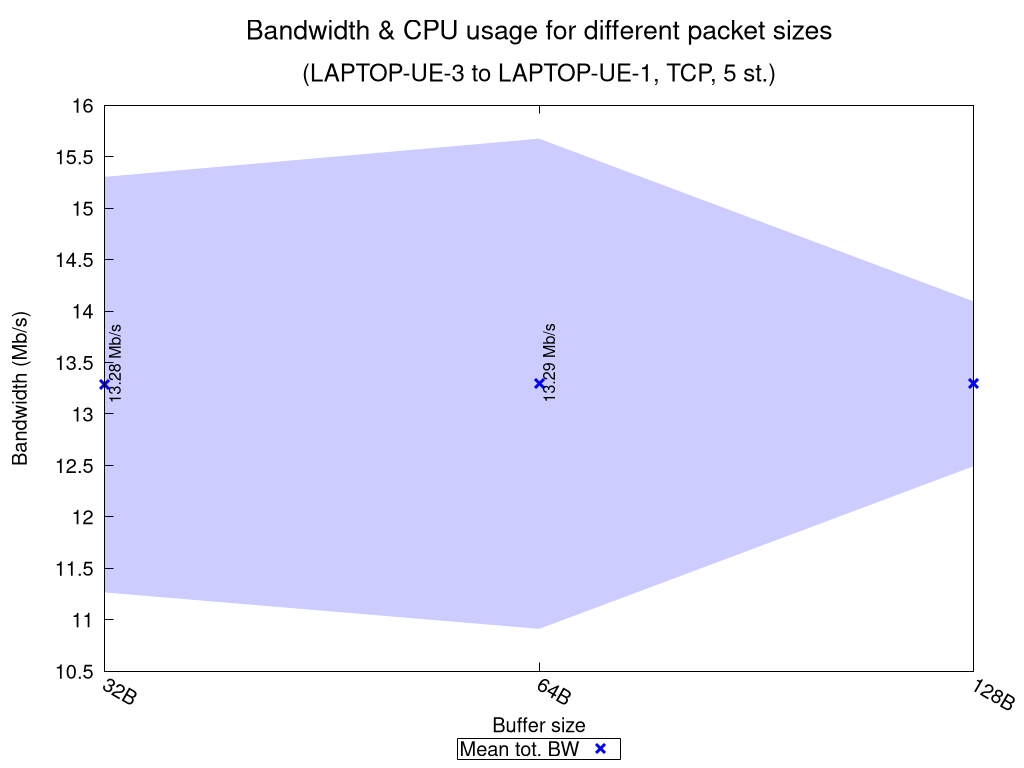 Bandwidth & CPU usage for different packet sizes
(LAPTOP-UE-3 to LAPTOP-UE-1, TCP, 5 st.)
16
15.5
15
14.5
14
13.5
13
12.5
12
11.5
11
10.5
Bandwidth (Mb/s)
13.28 Mb/s
13.29 Mb/s
32B
64B
128B
Buffer size
Mean tot. BW